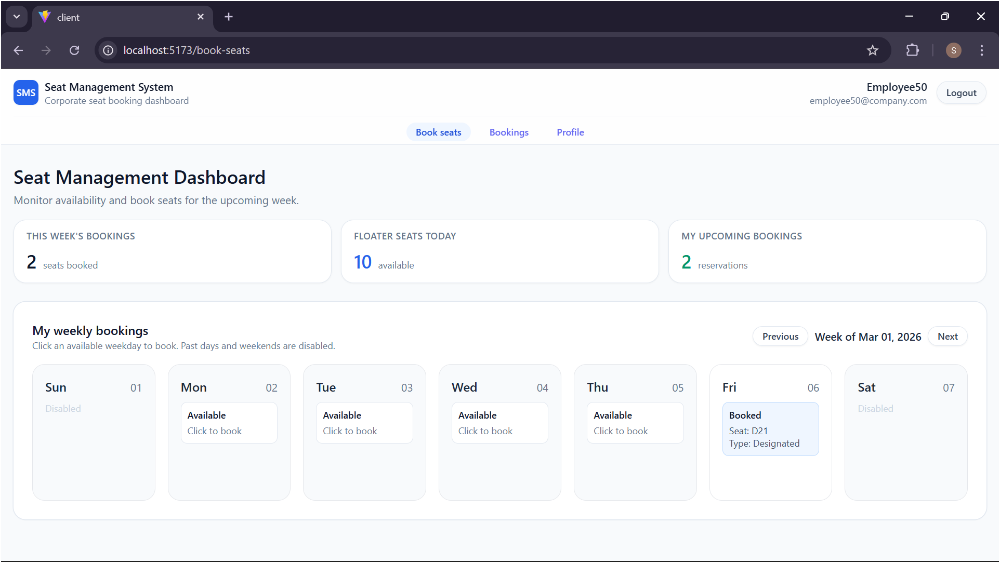 client
localhost:5173/book-seats
S
SMS
Seat Management System
Corporate seat booking dashboard
Employee50
employee50@company.com
Logout
Book seats
Bookings
Profile
Seat Management Dashboard
Monitor availability and book seats for the upcoming week.
THIS WEEK'S BOOKINGS
2 seats booked
FLOATER SEATS TODAY
10 available
MY UPCOMING BOOKINGS
2 reservations
My weekly bookings
Click an available weekday to book. Past days and weekends are disabled.
Previous
Week of Mar 01, 2026
Next
Sun 01
Disabled
Mon 02
Available
Click to book
Tue 03
Available
Click to book
Wed 04
Available
Click to book
Thu 05
Available
Click to book
Fri 06
Booked
Seat: D21
Type: Designated
Sat 07
Disabled